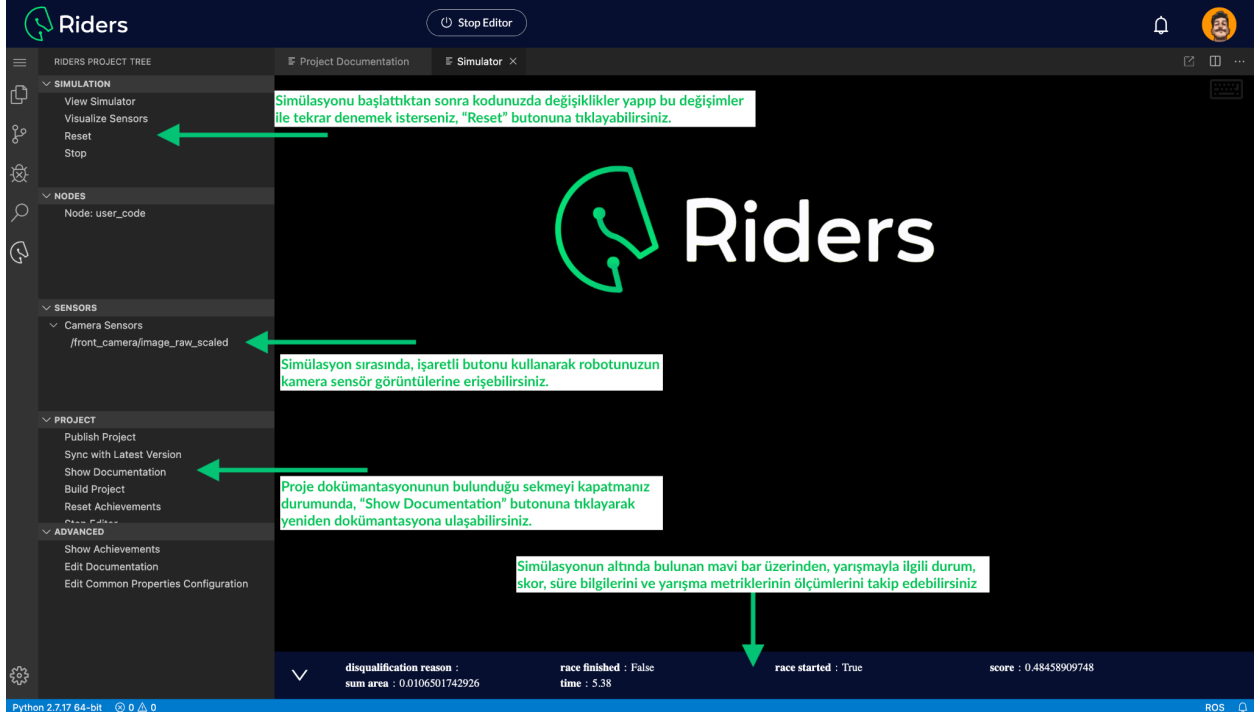 Riders
Stop Editor
RIDERS PROJECT TREE
Project Documentation
Simulator
SIMULATION
View Simulator
Visualize Sensors
Reset
Stop
Simülasyonu başlattıktan sonra kodunuzda değişiklikler yapıp bu değişimler
ile tekrar denemek isterseniz, “Reset” butonuna tıklayabilirsiniz.
NODES
Node: user_code
Riders
SENSORS
Camera Sensors
/front_camera/image_raw_scaled
Simülasyon sırasında, işaretli butonu kullanarak robotunuzun
kamera sensör görüntülerine erişebilirsiniz.
PROJECT
Publish Project
Sync with Latest Version
Show Documentation
Build Project
Reset Achievements
Stop Editor
Proje dokümantasyonunun bulunduğu sekmeyi kapatmanız
durumunda, “Show Documentation” butonuna tıklayarak
yeniden dokümantasyona ulaşabilirsiniz.
ADVANCED
Show Achievements
Edit Documentation
Edit Common Properties Configuration
Simülasyonun altında bulunan mavi bar üzerinden, yarışmayla ilgili durum,
skor, süre bilgilerini ve yarışma metriklerinin ölçümlerini takip edebilirsiniz
disqualification reason : race finished : False race started : True score : 0.48458909748
sum area : 0.0106501742926 time : 5.38
Python 2.7.17 64-bit 0 0 ROS